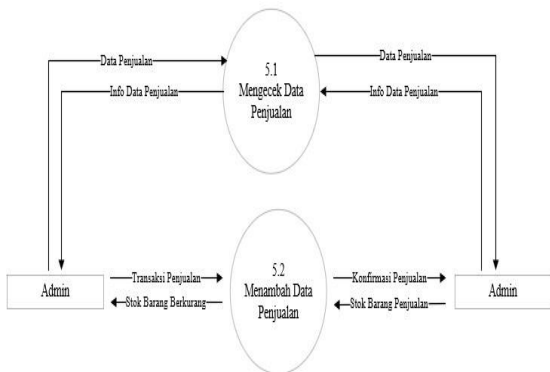 Data Penjualan
Info Data Penjualan
5.1
Mengecek Data
Penjualan
Data Penjualan
Info Data Penjualan
Admin
Transaksi Penjualan
Stok Barang Berkurang
5.2
Menambah Data
Penjualan
Konfirmasi Penjualan
Stok Barang Penjualan
Admin